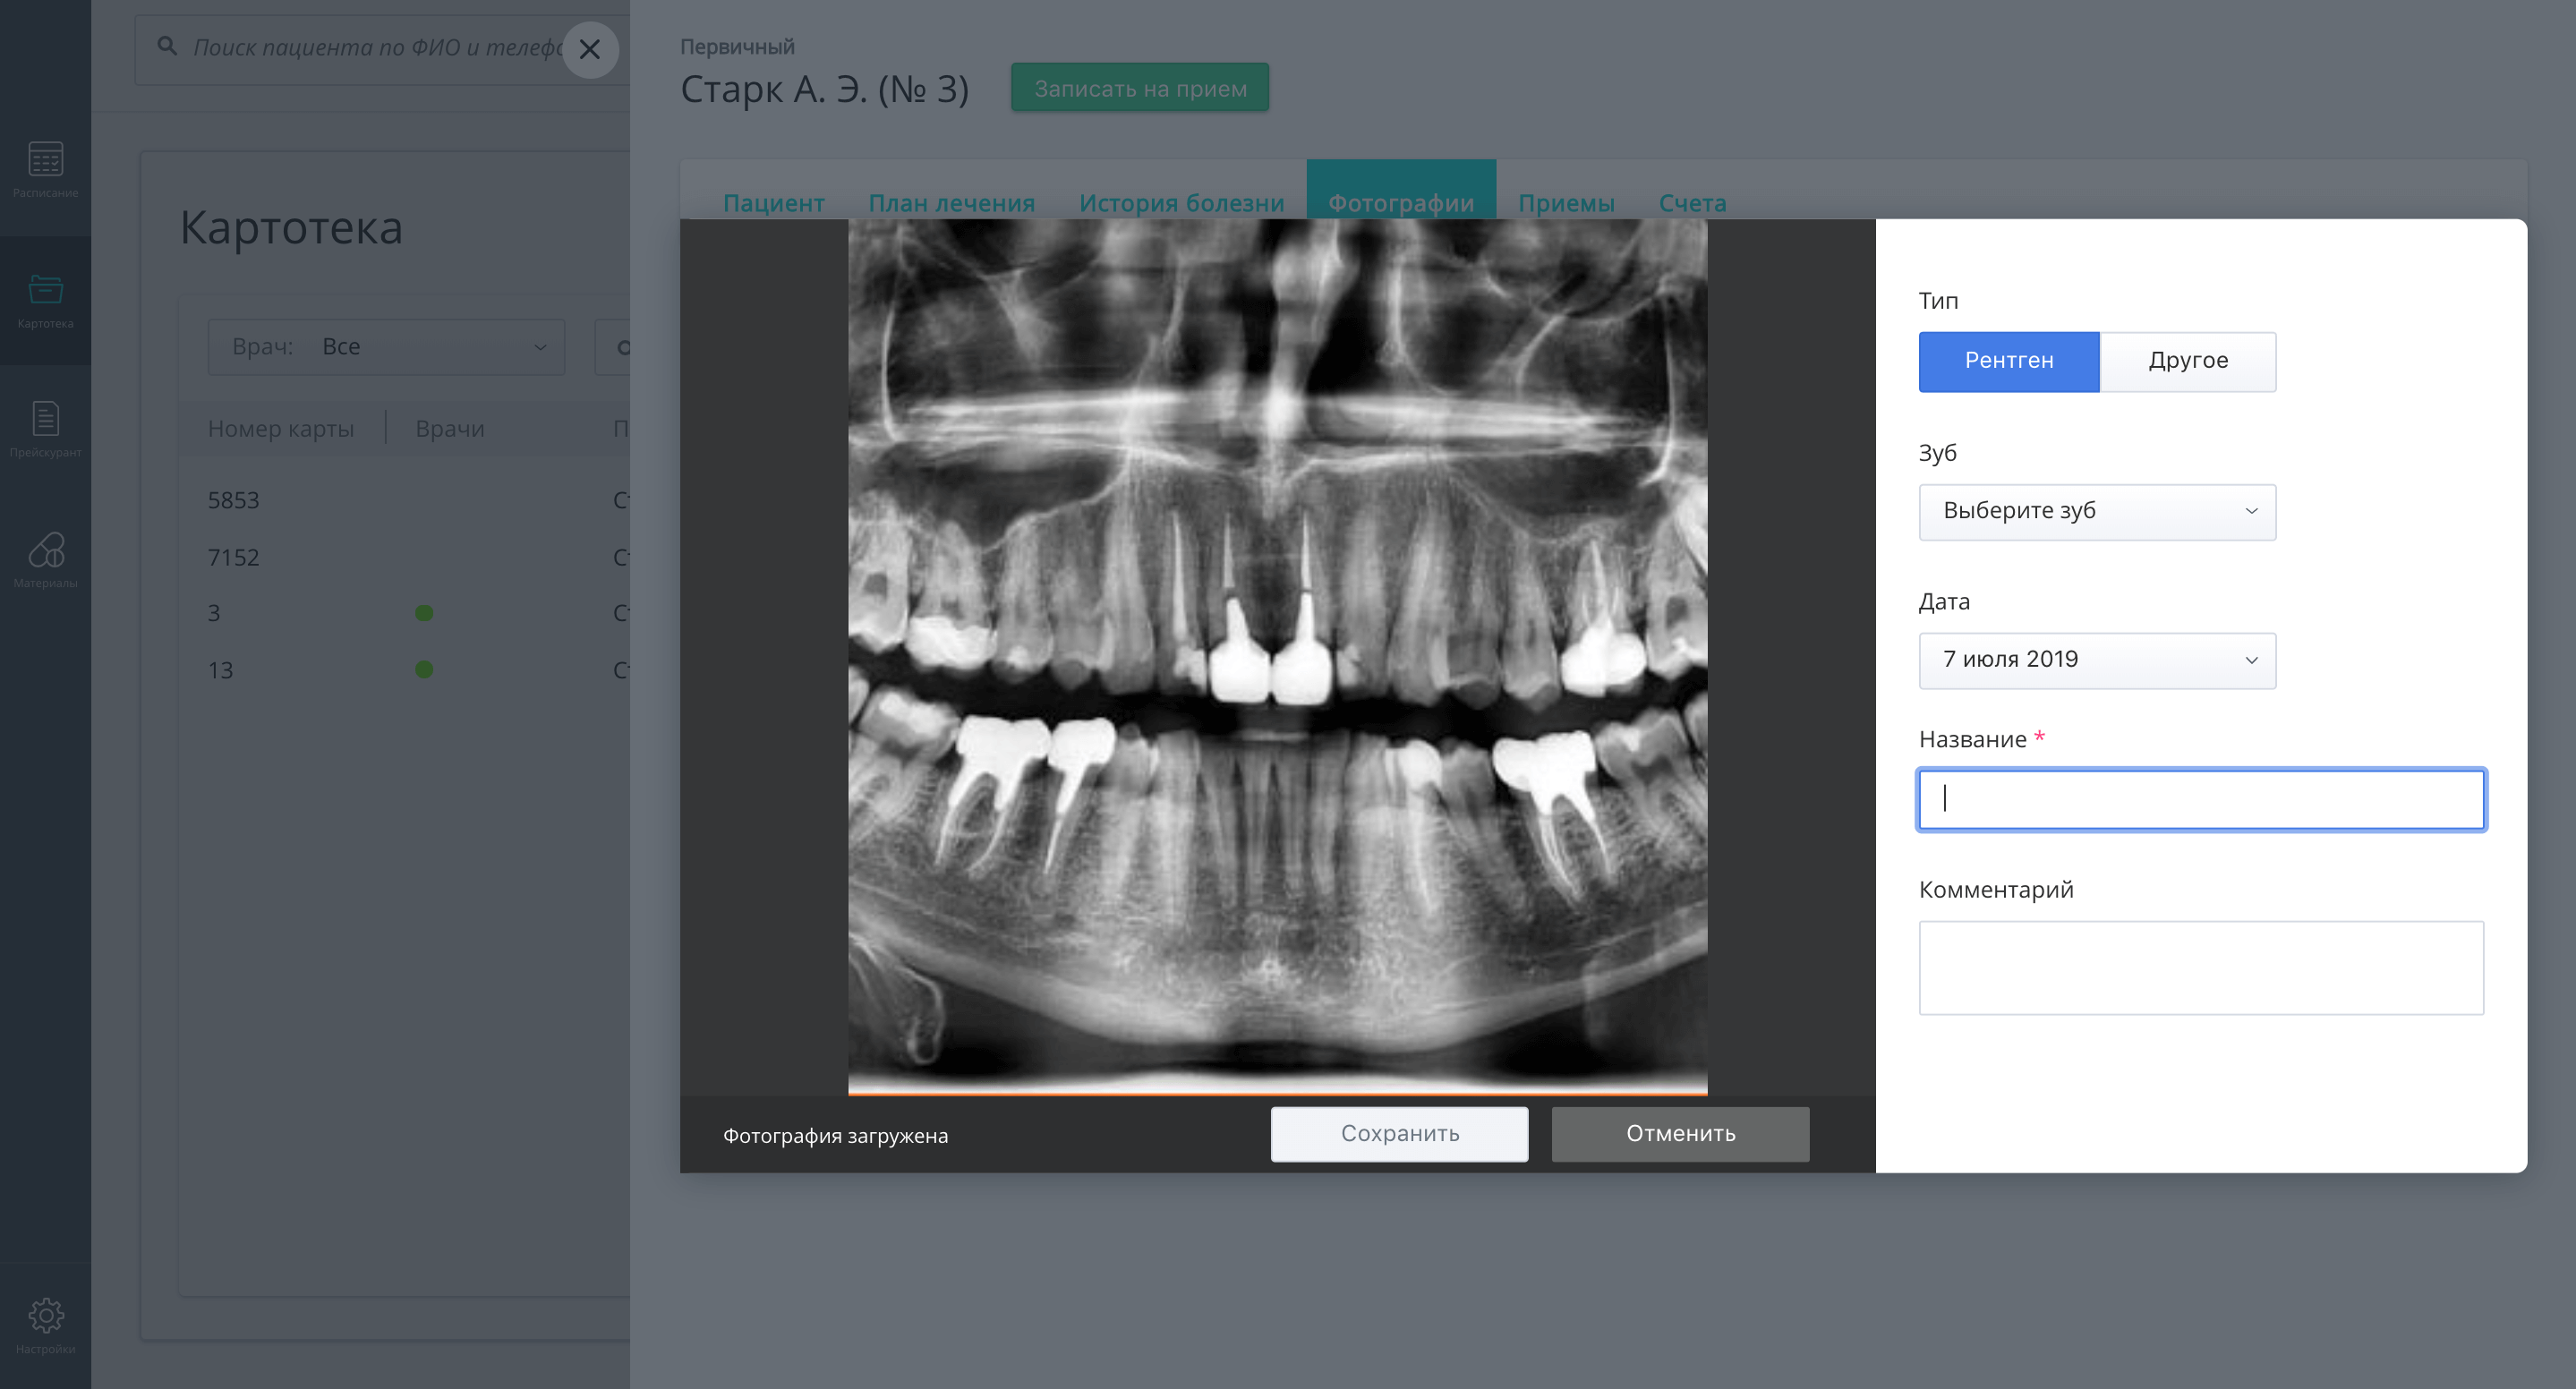 Поиск пациента по ФИО и телефо
Расписание
Картотека
Прейскурант
Материалы
Настройки
Картотека
Врач: Все
Номер карты Врачи П
5853
7152
3
13
Первичный
Старк А. Э. (№ 3)
Записать на прием
Пациент План лечения История болезни Фотографии Приемы Счета
Тип
Рентген Другое
Зуб
Выберите зуб
Дата
7 июля 2019
Название *
Комментарий
Фотография загружена
Сохранить Отменить